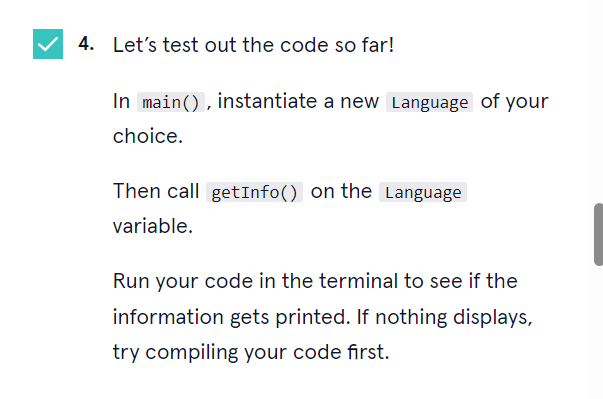 4. Let’s test out the code so far!
In main(), instantiate a new Language of your
choice.
Then call getInfo() on the Language
variable.
Run your code in the terminal to see if the
information gets printed. If nothing displays,
try compiling your code first.